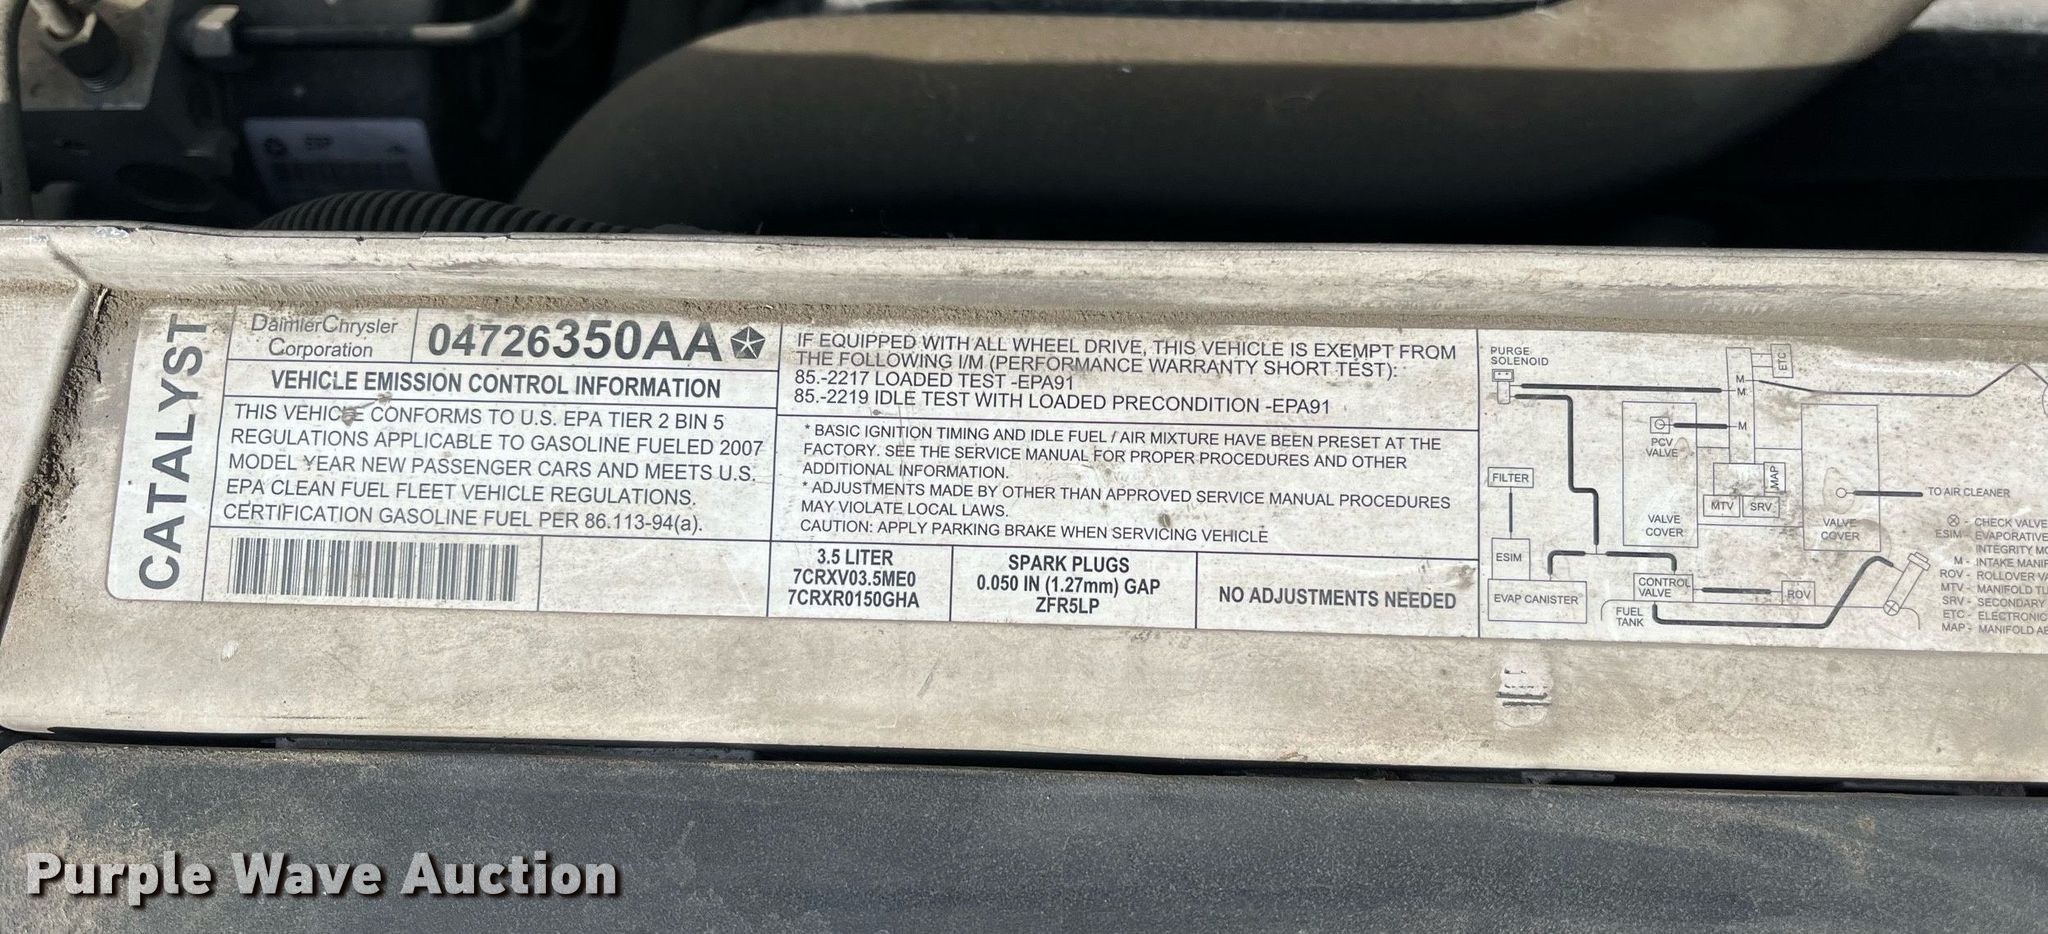 ESP
CATALYST
DaimlerChrysler
Corporation
04726350AA
VEHICLE EMISSION CONTROL INFORMATION
THIS VEHICLE CONFORMS TO U.S. EPA TIER 2 BIN 5
REGULATIONS APPLICABLE TO GASOLINE FUELED 2007
MODEL YEAR NEW PASSENGER CARS AND MEETS U.S.
EPA CLEAN FUEL FLEET VEHICLE REGULATIONS.
CERTIFICATION GASOLINE FUEL PER 86.113-94(a).
IF EQUIPPED WITH ALL WHEEL DRIVE, THIS VEHICLE IS EXEMPT FROM
THE FOLLOWING I/M (PERFORMANCE WARRANTY SHORT TEST):
85.-2217 LOADED TEST -EPA91
85.-2219 IDLE TEST WITH LOADED PRECONDITION -EPA91
* BASIC IGNITION TIMING AND IDLE FUEL / AIR MIXTURE HAVE BEEN PRESET AT THE
FACTORY. SEE THE SERVICE MANUAL FOR PROPER PROCEDURES AND OTHER
ADDITIONAL INFORMATION.
* ADJUSTMENTS MADE BY OTHER THAN APPROVED SERVICE MANUAL PROCEDURES
MAY VIOLATE LOCAL LAWS.
CAUTION: APPLY PARKING BRAKE WHEN SERVICING VEHICLE
3.5 LITER
7CRXV03.5ME0
7CRXR0150GHA
SPARK PLUGS
0.050 IN (1.27mm) GAP
ZFR5LP
NO ADJUSTMENTS NEEDED
PURGE
SOLENOID
ETC
M
M
M
PCV
VALVE
FILTER
MAP
MTV
SRV
TO AIR CLEANER
VALVE
COVER
VALVE
COVER
ESIM
EVAP CANISTER
CONTROL
VALVE
ROV
FUEL
TANK
- CHECK VALVE
ESIM - EVAPORATIVE
INTEGRITY
M - INTAKE
ROV - ROLLOVER
MTV - MANIFOLD
SRV - SECONDARY
ETC - ELECTRONIC
MAP - MANIFOLD
Purple Wave Auction